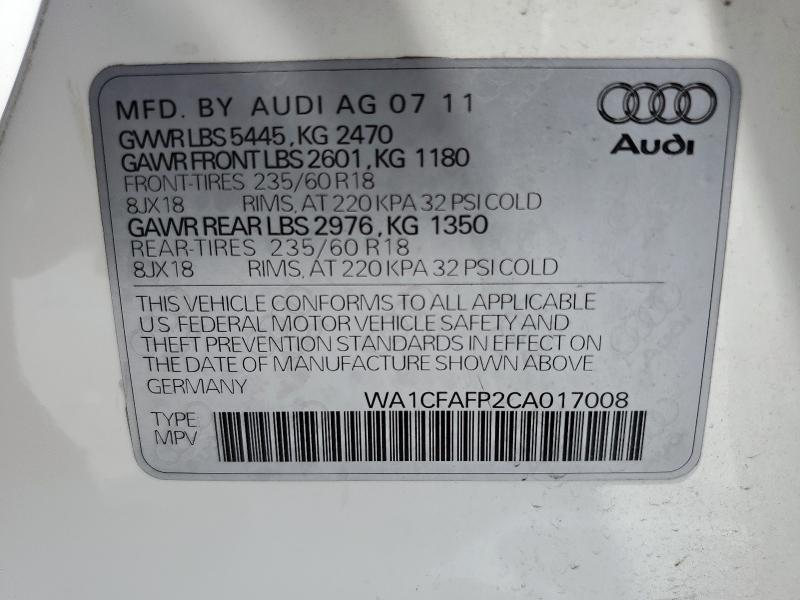 MFD. BY AUDI AG 07 11
Audi
GVWR LBS 5445, KG 2470
GAWR FRONT LBS 2601, KG 1180
FRONT-TIRES 235/60 R18
8JX18 RIMS, AT 220 KPA 32 PSI COLD
GAWR REAR LBS 2976, KG 1350
REAR-TIRES 235/60 R18
8JX18 RIMS, AT 220 KPA 32 PSI COLD
THIS VEHICLE CONFORMS TO ALL APPLICABLE
U.S FEDERAL MOTOR VEHICLE SAFETY AND
THEFT PREVENTION STANDARDS IN EFFECT ON
THE DATE OF MANUFACTURE SHOWN ABOVE
GERMANY
WA1CFAFP2CA017008
TYPE
MPV
Audi